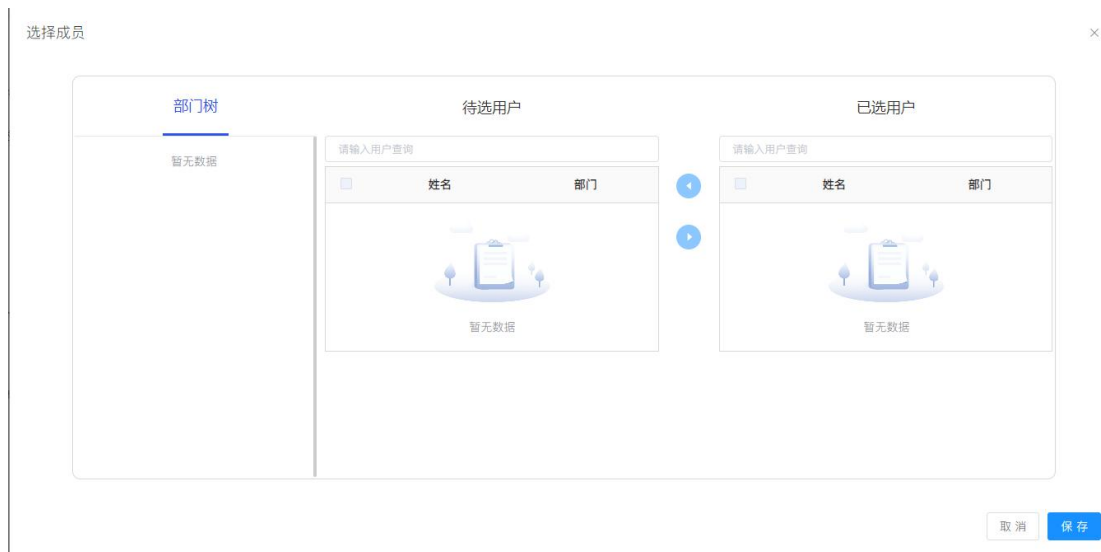 选择成员
部门树
待选用户
已选用户
暂无数据
请输入用户查询
请输入用户查询
姓名 部门
姓名 部门
暂无数据
暂无数据
取消 保存